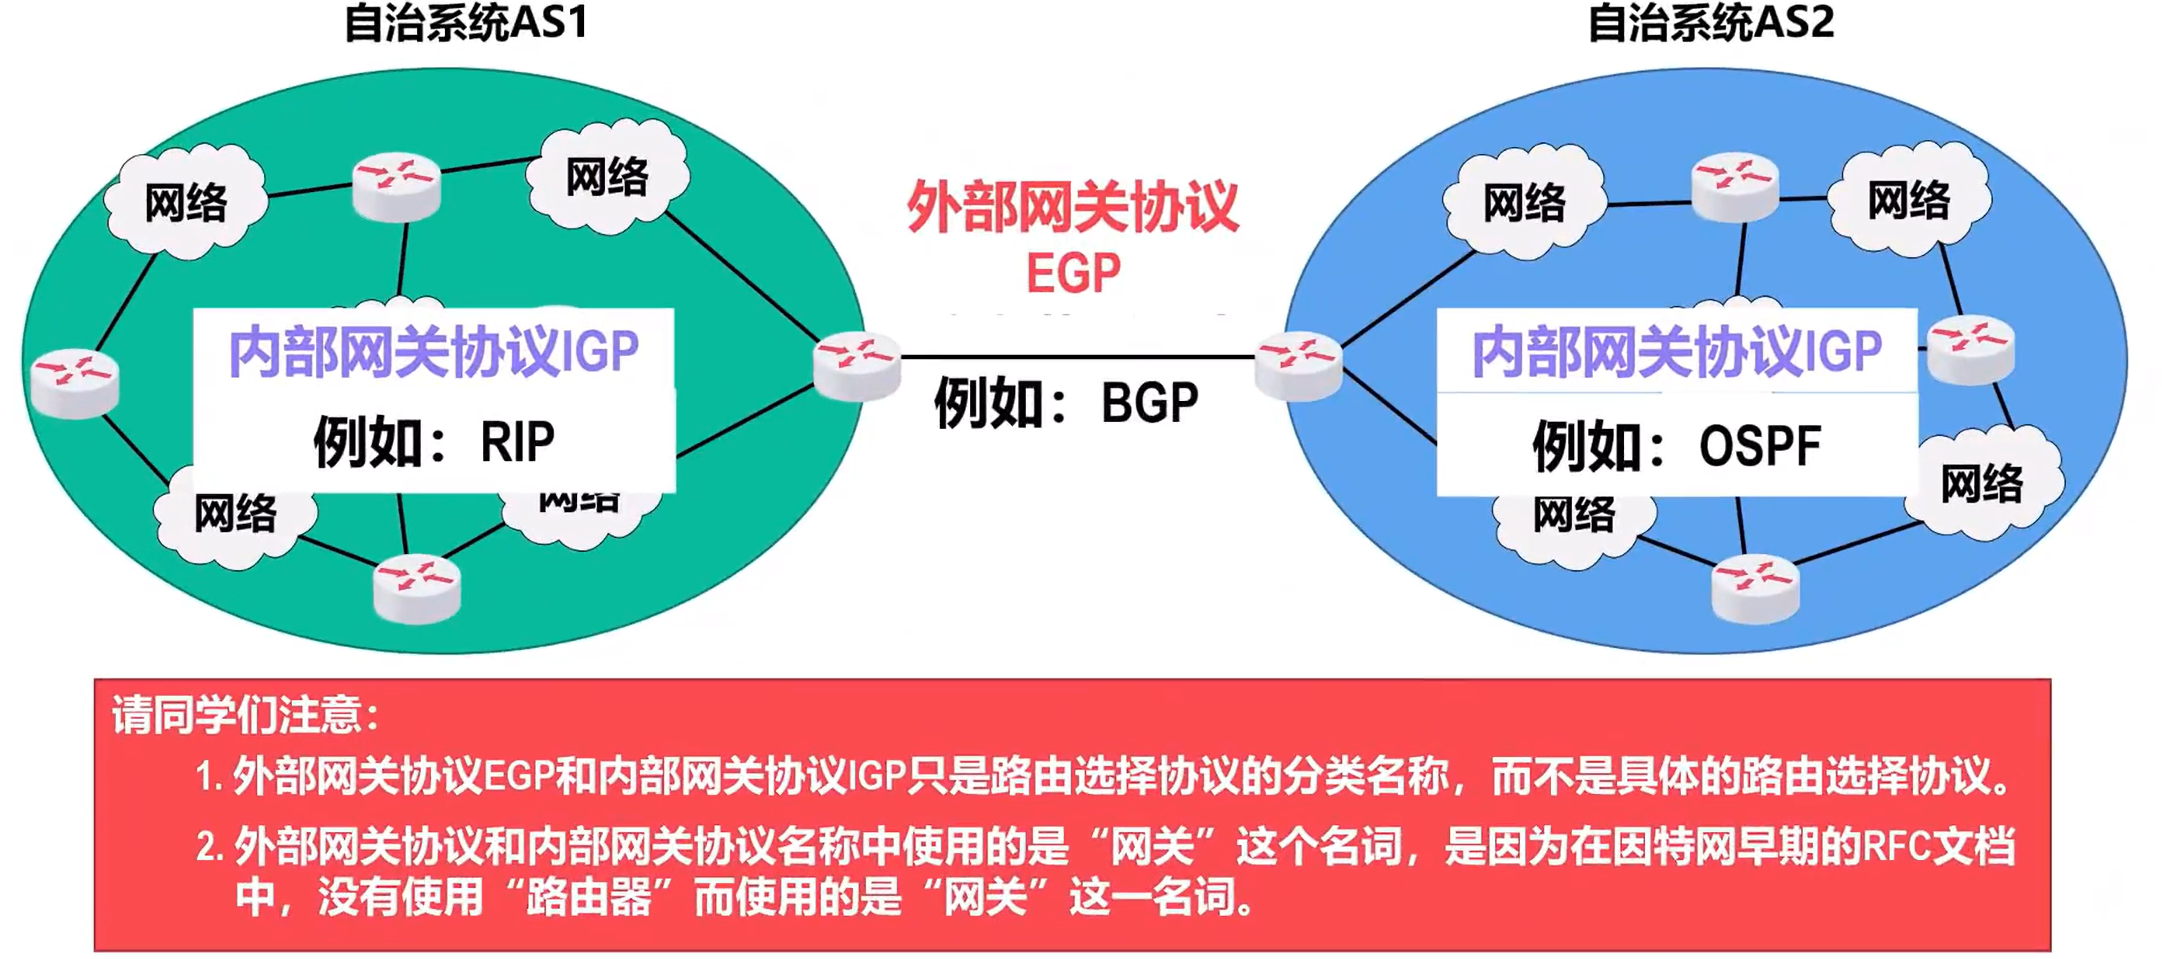 自治系统AS1
自治系统AS2
网络
网络
网络
网络
外部网关协议
EGP
内部网关协议IGP
例如：RIP
例如：BGP
内部网关协议IGP
例如：OSPF
网络
网络
网络
网络
请同学们注意：
1. 外部网关协议EGP和内部网关协议IGP只是路由选择协议的分类名称，而不是具体的路由选择协议。
2. 外部网关协议和内部网关协议名称中使用的是“网关”这个名词，是因为在因特网早期的RFC文档
中，没有使用“路由器”而使用的是“网关”这一名词。